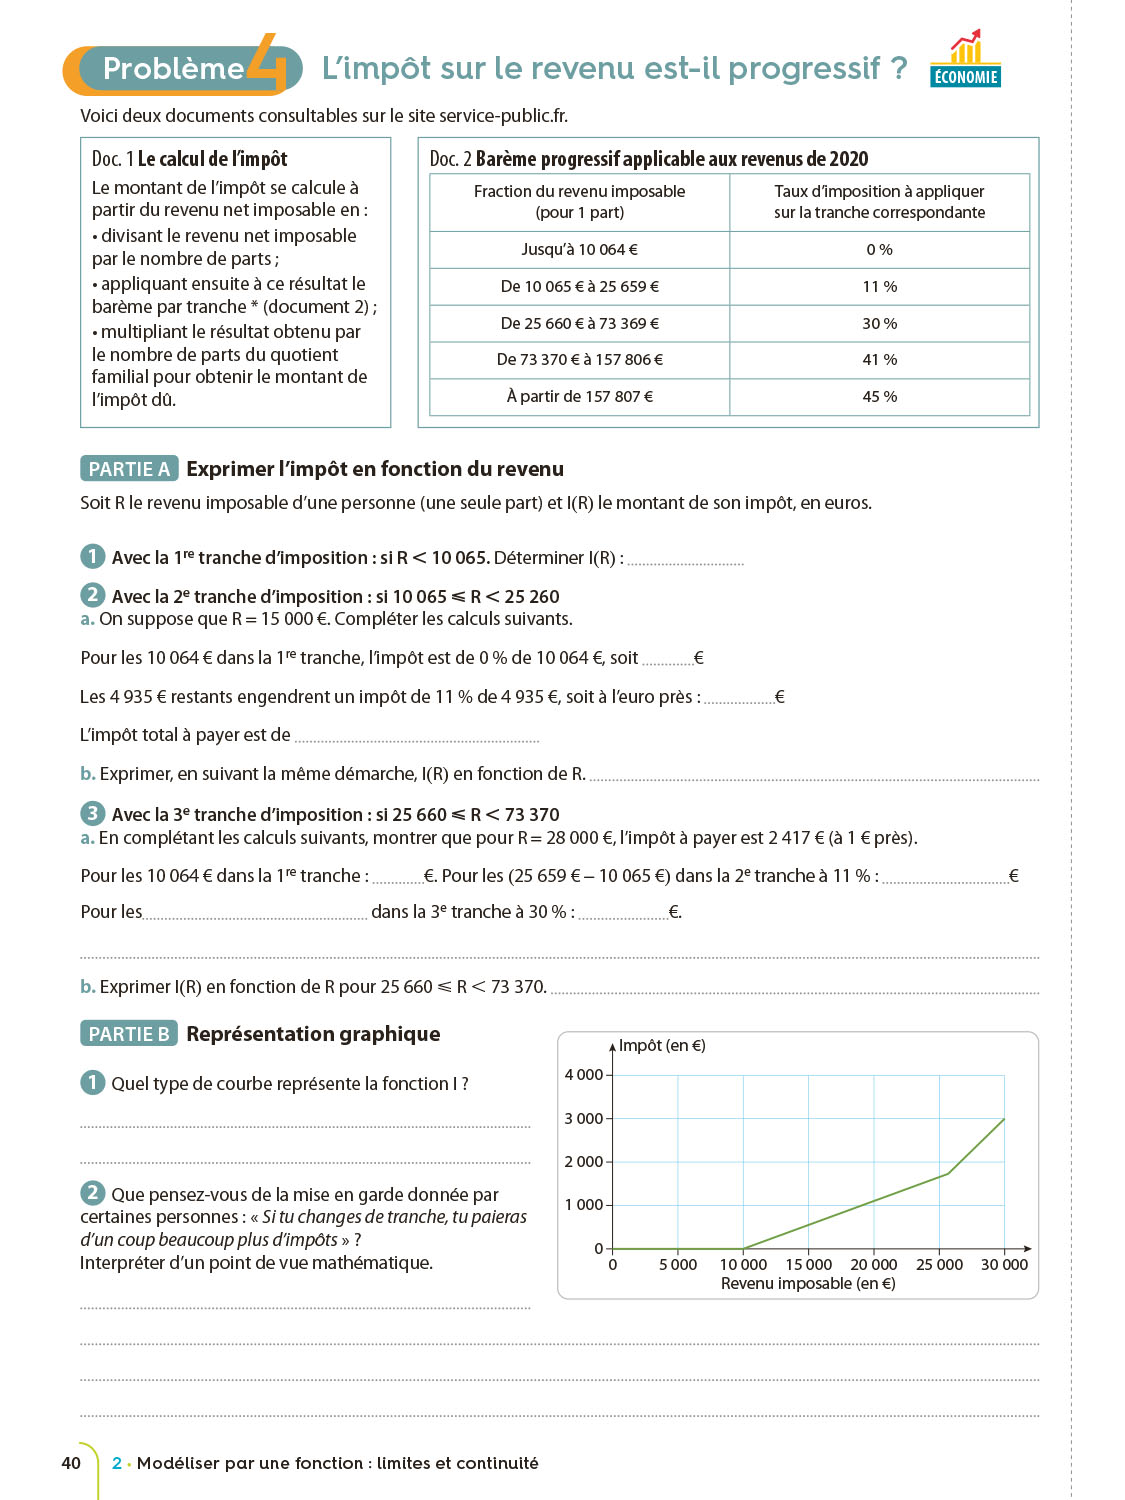 Problème 4
L'impôt sur le revenu est-il progressif ?
ÉCONOMIE
Voici deux documents consultables sur le site service-public.fr.
Doc. 1 Le calcul de l'impôt
Le montant de l'impôt se calcule à
partir du revenu net imposable en :
• divisant le revenu net imposable
par le nombre de parts ;
• appliquant ensuite à ce résultat le
barème par tranche * (document 2) ;
• multipliant le résultat obtenu par
le nombre de parts du quotient
familial pour obtenir le montant de
l'impôt dû.
Doc. 2 Barème progressif applicable aux revenus de 2020
Fraction du revenu imposable
(pour 1 part)
Taux d'imposition à appliquer
sur la tranche correspondante
Jusqu'à 10 064 € 0 %
De 10 065 € à 25 659 € 11 %
De 25 660 € à 73 369 € 30 %
De 73 370 € à 157 806 € 41 %
À partir de 157 807 € 45 %
PARTIE A Exprimer l'impôt en fonction du revenu
Soit R le revenu imposable d'une personne (une seule part) et I(R) le montant de son impôt, en euros.
1 Avec la 1re tranche d'imposition : si R < 10 065. Déterminer I(R) :
2 Avec la 2e tranche d'imposition : si 10 065 ⩽ R < 25 260
a. On suppose que R = 15 000 €. Compléter les calculs suivants.
Pour les 10 064 € dans la 1re tranche, l'impôt est de 0 % de 10 064 €, soit €
Les 4 935 € restants engendrent un impôt de 11 % de 4 935 €, soit à l'euro près : €
L'impôt total à payer est de
b. Exprimer, en suivant la même démarche, I(R) en fonction de R.
3 Avec la 3e tranche d'imposition : si 25 660 ⩽ R < 73 370
a. En complétant les calculs suivants, montrer que pour R = 28 000 €, l'impôt à payer est 2 417 € (à 1 € près).
Pour les 10 064 € dans la 1re tranche : €. Pour les (25 659 € – 10 065 €) dans la 2e tranche à 11 % : €
Pour les dans la 3e tranche à 30 % : €.
b. Exprimer I(R) en fonction de R pour 25 660 ⩽ R < 73 370.
PARTIE B Représentation graphique
1 Quel type de courbe représente la fonction I ?
2 Que pensez-vous de la mise en garde donnée par
certaines personnes : « Si tu changes de tranche, tu paieras
d'un coup beaucoup plus d'impôts » ?
Interpréter d'un point de vue mathématique.
Impôt (en €)
4 000
3 000
2 000
1 000
0
0 5 000 10 000 15 000 20 000 25 000 30 000
Revenu imposable (en €)
40 2 • Modéliser par une fonction : limites et continuité